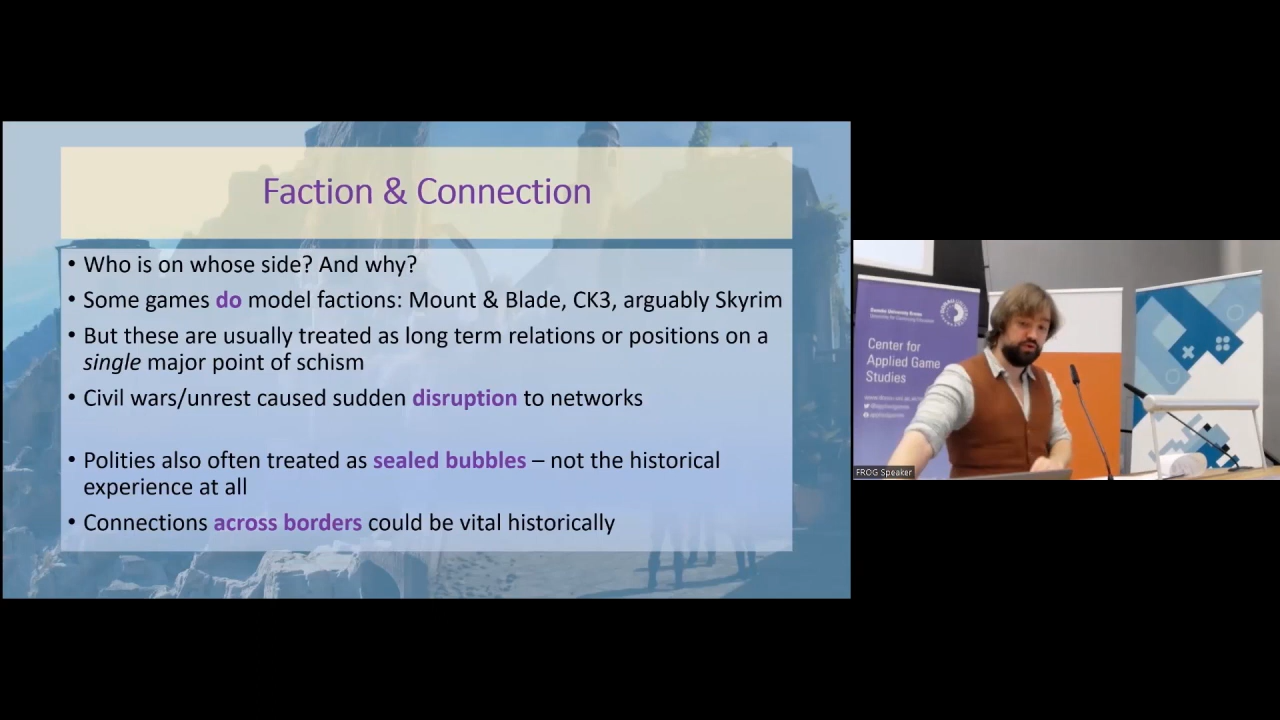 Faction & Connection
• Who is on whose side? And why?
• Some games do model factions: Mount & Blade, CK3, arguably Skyrim
• But these are usually treated as long term relations or positions on a
single major point of schism
• Civil wars/unrest caused sudden disruption to networks
• Polities also often treated as sealed bubbles – not the historical
experience at all
• Connections across borders could be vital historically
Center for
Applied Game
Studies
FROG Speaker